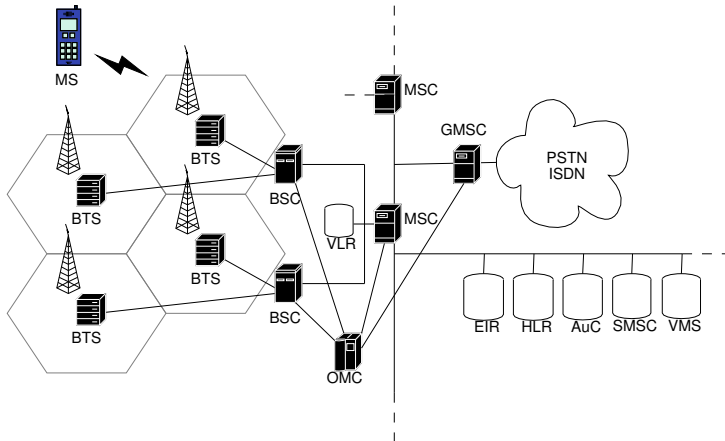 MS
MSC
GMSC
PSTN
ISDN
BTS
BTS
BSC
MSC
VLR
BTS
BTS
BSC
EIR
HLR
AuC
SMSC
VMS
OMC